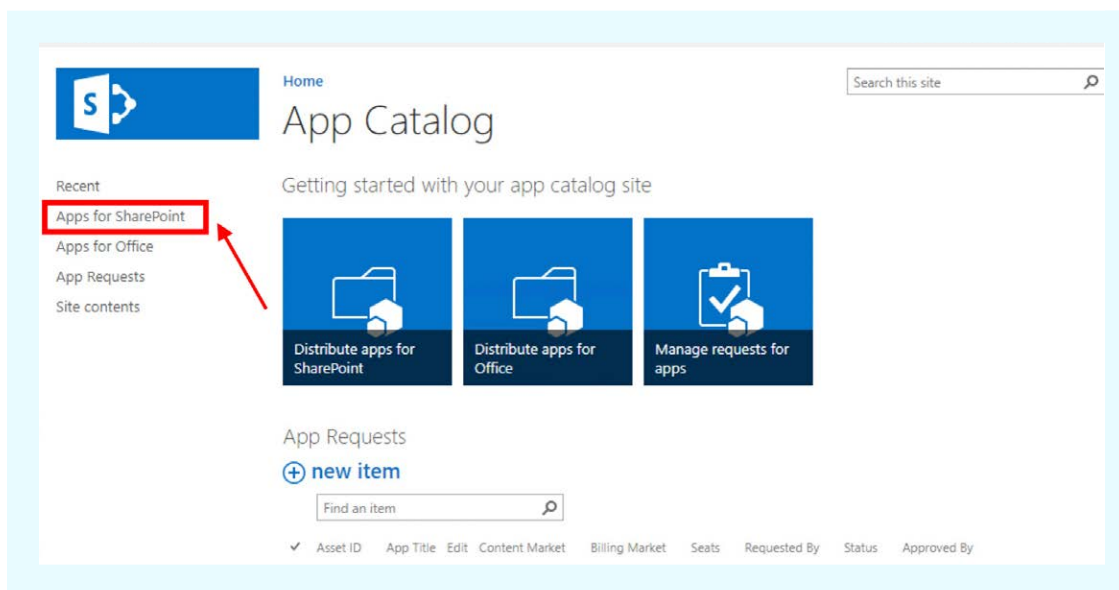 S
Home
Search this site
App Catalog
Recent
Apps for SharePoint
Apps for Office
App Requests
Site contents
Getting started with your app catalog site
Distribute apps for
SharePoint
Distribute apps for
Office
Manage requests for
apps
App Requests
new item
Find an item
Asset ID App Title Edit Content Market Billing Market Seats Requested By Status Approved By